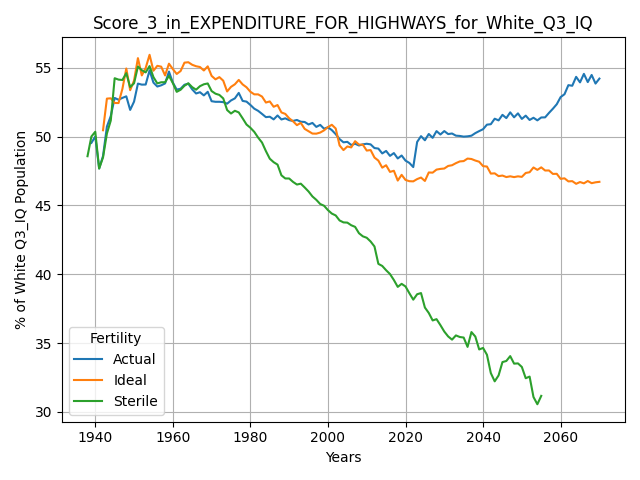 Score_3_in_EXPENDITURE_FOR_HIGHWAYS_for_White_Q3_IQ
% of White Q3_IQ Population
55
50
45
40
35
30
Fertility
Actual
Ideal
Sterile
1940
1960
1980
2000
2020
2040
2060
Years